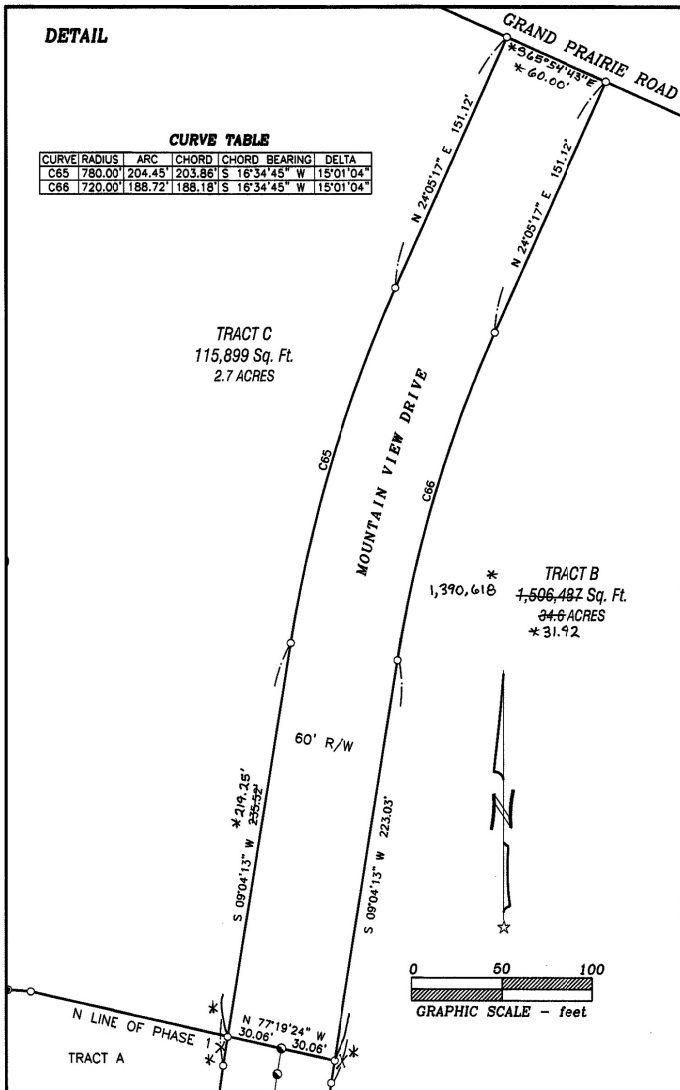 DETAIL
GRAND PRAIRIE ROAD
*S65°54'43"E
*60.00'
CURVE TABLE
CURVE RADIUS ARC CHORD CHORD BEARING DELTA
C65 780.00' 204.45' 203.86' S 16°34'45" W 15°01'04"
C66 720.00' 188.72' 188.18' S 16°34'45" W 15°01'04"
N 24°05'17" E 151.12'
N 24°05'17" E 151.12'
TRACT C
115,899 Sq. Ft.
2.7 ACRES
MOUNTAIN VIEW DRIVE
C65
C66
*
1,390,618
TRACT B
1,506,487 Sq. Ft.
34.6 ACRES
*31.92
60' R/W
*219.25'
S 09°04'13" W 235.52'
S 09°04'13" W 223.03'
N
0 50 100
GRAPHIC SCALE - feet
N LINE OF PHASE 1
N 77°19'24" W
30.06' 30.06'
TRACT A